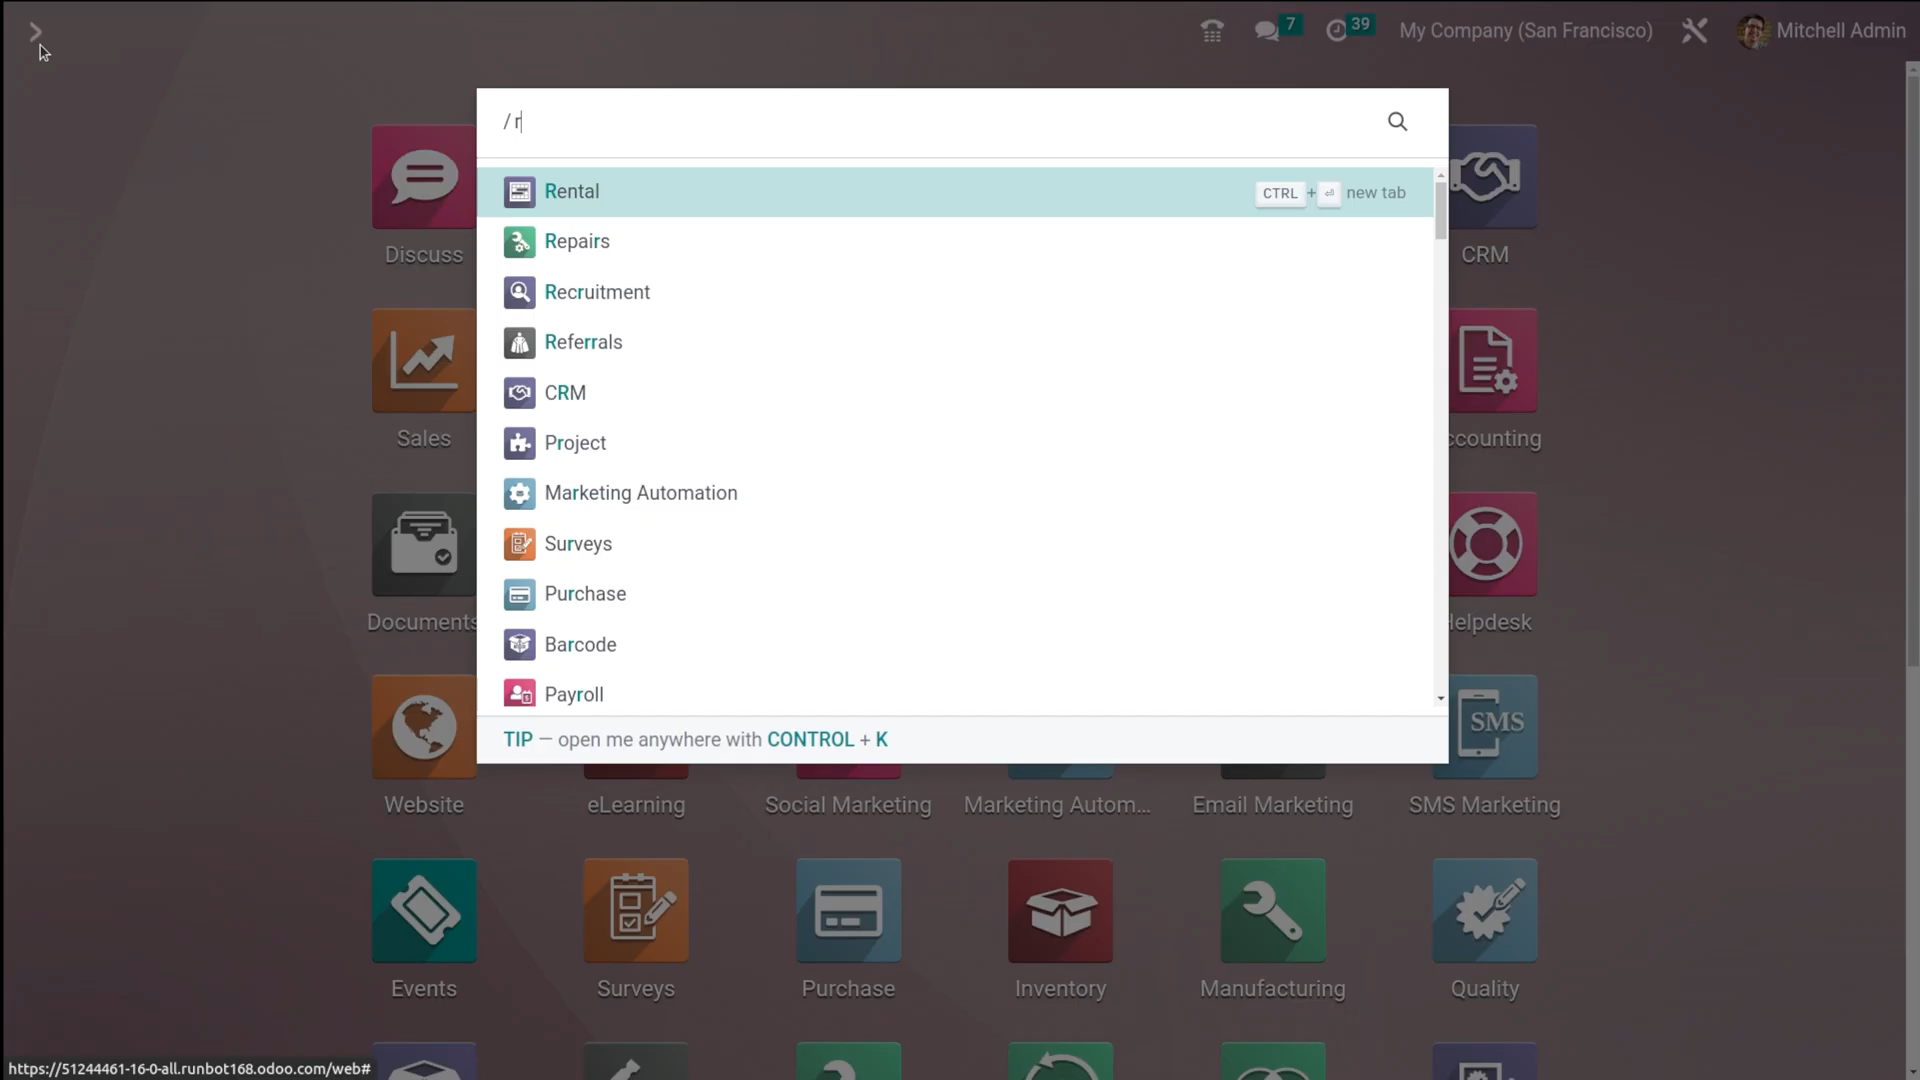 7
39
My Company (San Francisco)
Mitchell Admin
/ r
Rental
CTRL + ⏎ new tab
Repairs
Recruitment
Referrals
CRM
Project
Marketing Automation
Surveys
Purchase
Barcode
Payroll
TIP — open me anywhere with CONTROL + K
Discuss
CRM
Sales
ccounting
Documents
elpdesk
SMS
Website
eLearning
Social Marketing
Marketing Autom...
Email Marketing
SMS Marketing
Events
Surveys
Purchase
Inventory
Manufacturing
Quality
https://51244461-16-0-all.runbot168.odoo.com/web#